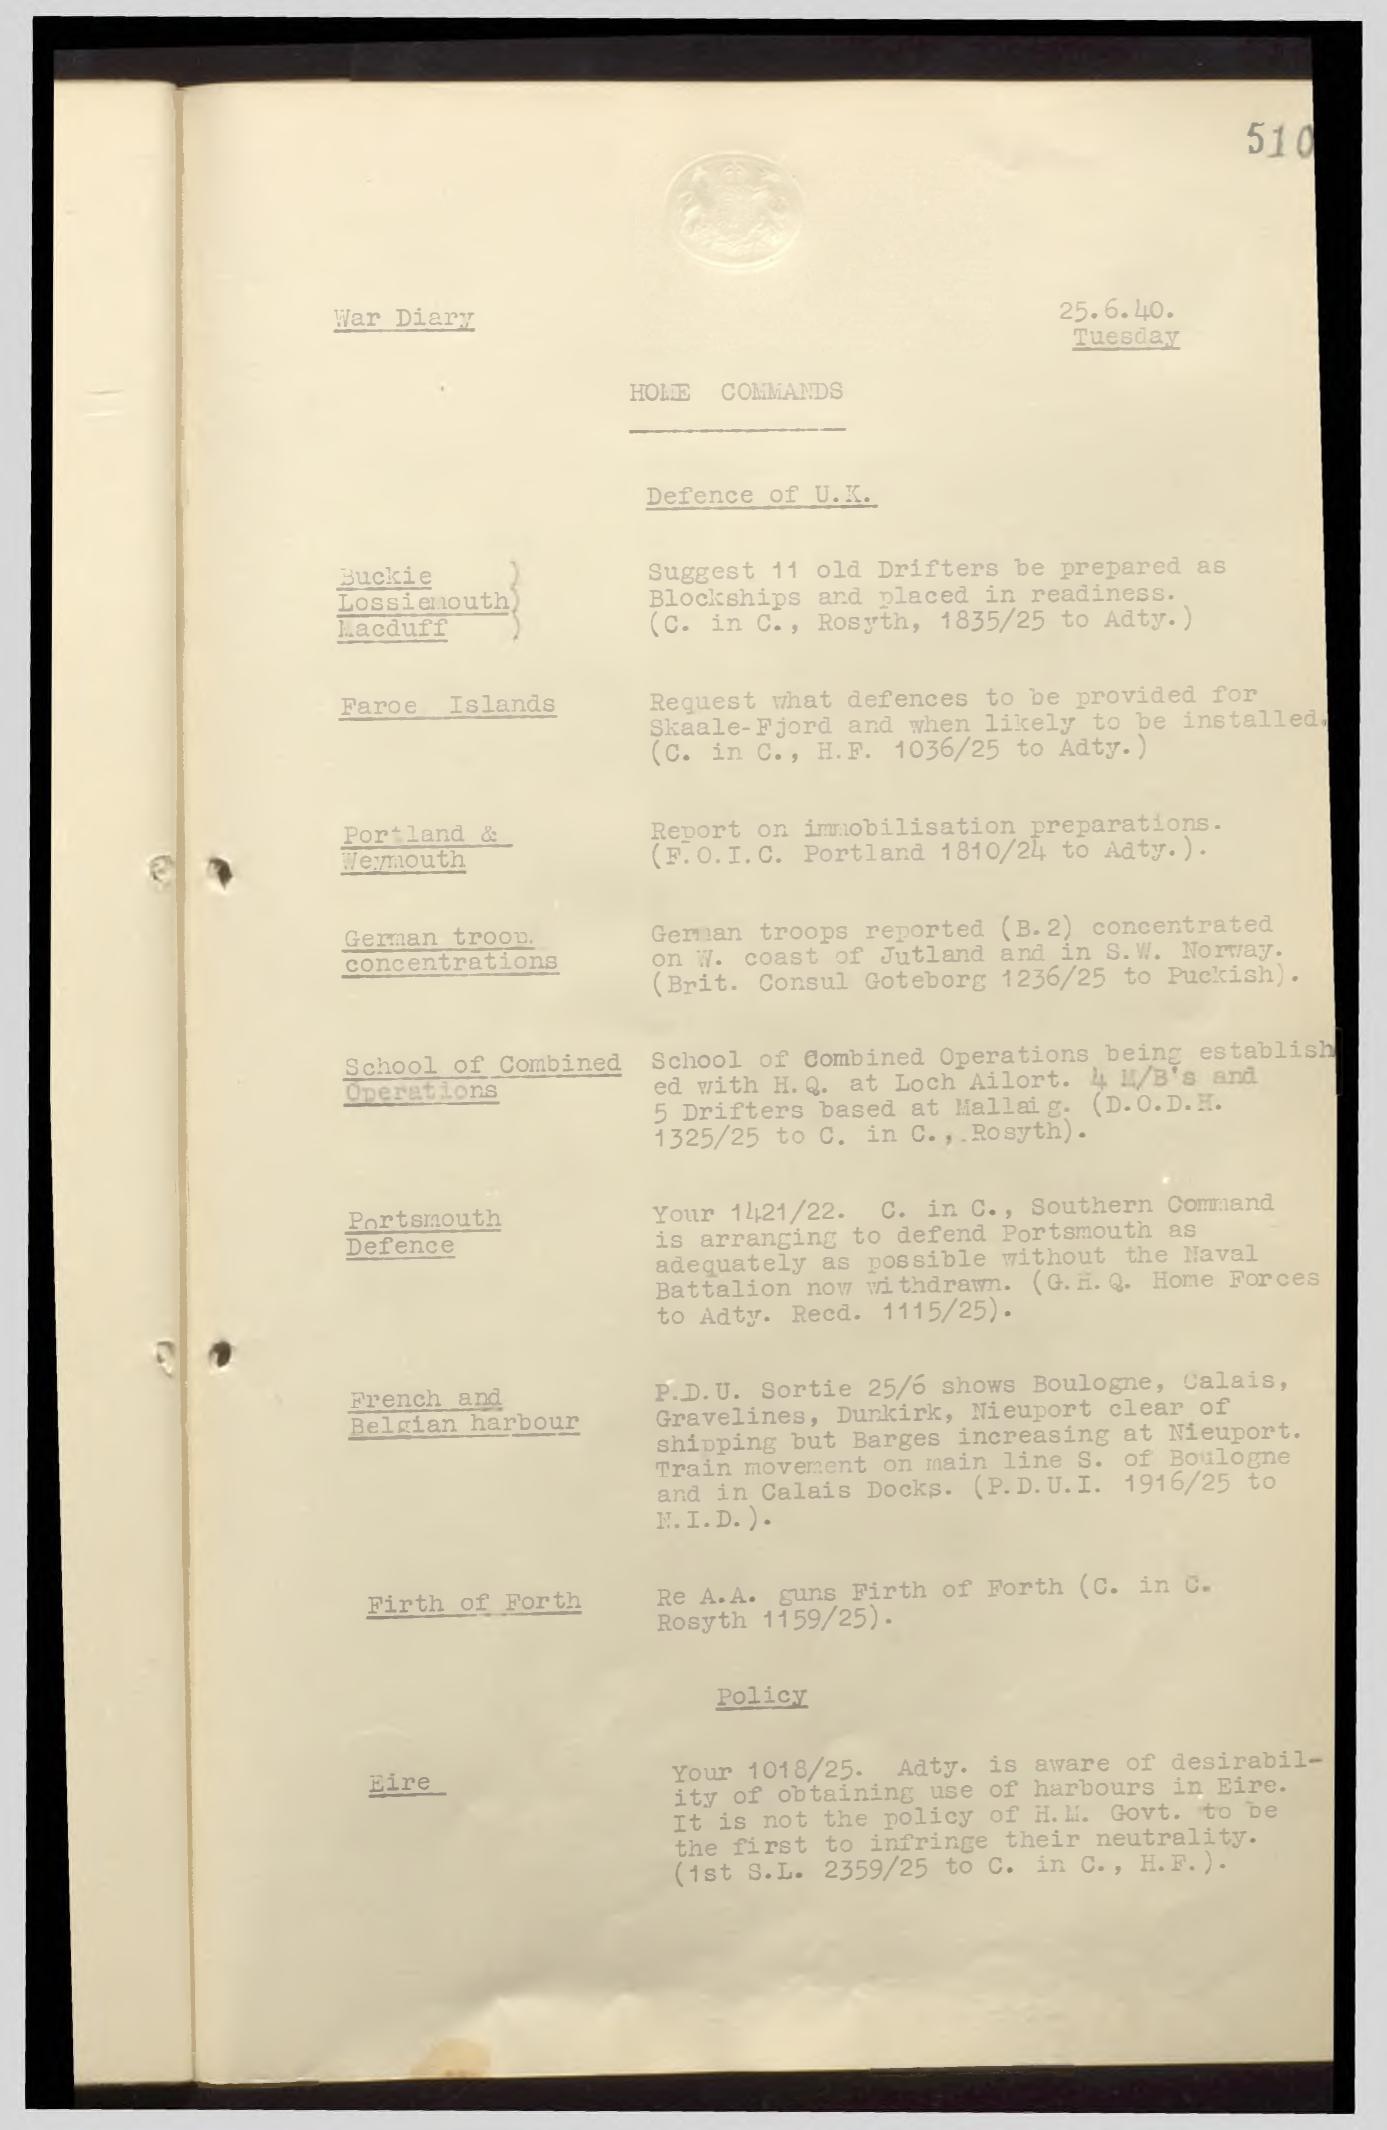 510
War Diary
25.6.40.
Tuesday
HOME COMMANDS
Defence of U.K.
Buckie )
Lossiemouth)
Macduff )
Suggest 11 old Drifters be prepared as
Blockships and placed in readiness.
(C. in C., Rosyth, 1835/25 to Adty.)
Faroe Islands
Request what defences to be provided for
Skaale-Fjord and when likely to be installed.
(C. in C., H.F. 1036/25 to Adty.)
Portland &
Weymouth
Report on immobilisation preparations.
(F.O.I.C. Portland 1810/24 to Adty.).
German troop
concentrations
German troops reported (B.2) concentrated
on W. coast of Jutland and in S.W. Norway.
(Brit. Consul Goteborg 1236/25 to Puckish).
School of Combined
Operations
School of Combined Operations being establish
ed with H.Q. at Loch Ailort. 4 M/B's and
5 Drifters based at Mallaig. (D.O.D.H.
1325/25 to C. in C.,.Rosyth).
Portsmouth
Defence
Your 1421/22. C. in C., Southern Command
is arranging to defend Portsmouth as
adequately as possible without the Naval
Battalion now withdrawn. (G.H.Q. Home Forces
to Adty. Recd. 1115/25).
French and
Belgian harbour
P.D.U. Sortie 25/6 shows Boulogne, Calais,
Gravelines, Dunkirk, Nieuport clear of
shipping but Barges increasing at Nieuport.
Train movement on main line S. of Boulogne
and in Calais Docks. (P.D.U.I. 1916/25 to
N.I.D.).
Firth of Forth
Re A.A. guns Firth of Forth (C. in C.
Rosyth 1159/25).
Policy
Eire
Your 1018/25. Adty. is aware of desirabil-
ity of obtaining use of harbours in Eire.
It is not the policy of H.M. Govt. to be
the first to infringe their neutrality.
(1st S.L. 2359/25 to C. in C., H.F.).